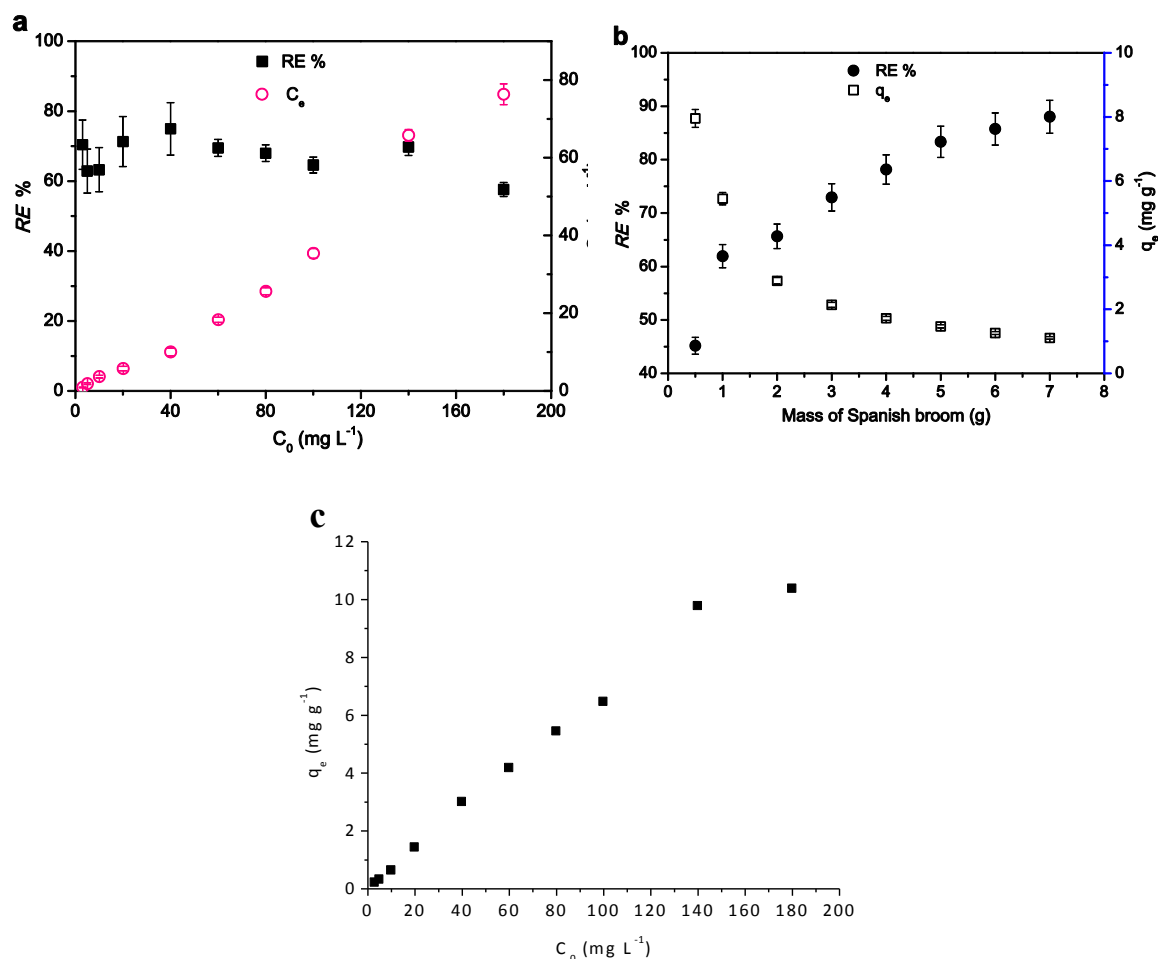 a
RE %
Cₑ
100
80
60
40
20
0
80
60
40
20
0
RE %
0 40 80 120 160 200
C₀ (mg L⁻¹)
b
RE %
qₑ
100
90
80
70
60
50
40
10
8
6
4
2
0
RE %
qₑ (mg g⁻¹)
0 1 2 3 4 5 6 7 8
Mass of Spanish broom (g)
c
12
10
8
6
4
2
0
qₑ (mg g⁻¹)
0 20 40 60 80 100 120 140 160 180 200
Cₒ (mg L⁻¹)